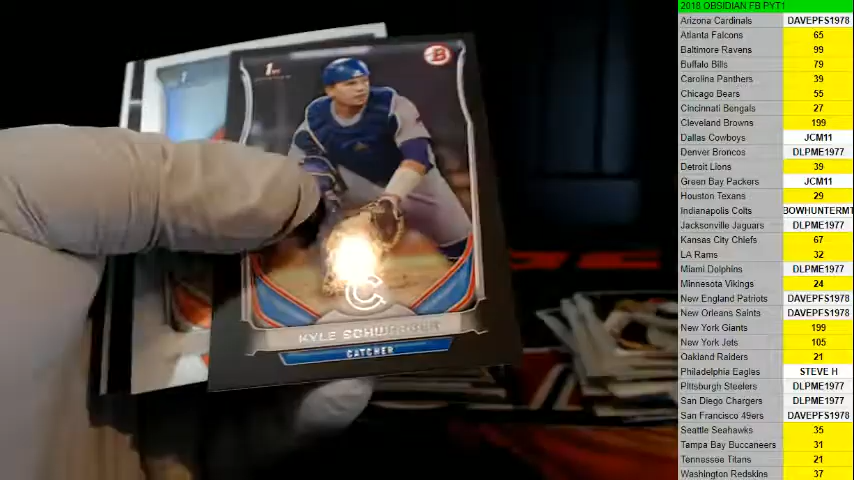 1st
B
C
KYLE SCHWARBER
CATCHER
2018 OBSIDIAN FB PYT1
Arizona Cardinals DAVEPFS1978
Atlanta Falcons 65
Baltimore Ravens 99
Buffalo Bills 79
Carolina Panthers 39
Chicago Bears 55
Cincinnati Bengals 27
Cleveland Browns 199
Dallas Cowboys JCM11
Denver Broncos DLPME1977
Detroit Lions 39
Green Bay Packers JCM11
Houston Texans 29
Indianapolis Colts BOWHUNTERMT
Jacksonville Jaguars DLPME1977
Kansas City Chiefs 67
LA Rams 32
Miami Dolphins DLPME1977
Minnesota Vikings 24
New England Patriots DAVEPFS1978
New Orleans Saints DAVEPFS1978
New York Giants 199
New York Jets 105
Oakland Raiders 21
Philadelphia Eagles STEVE H
Pittsburgh Steelers DLPME1977
San Diego Chargers DLPME1977
San Francisco 49ers DAVEPFS1978
Seattle Seahawks 35
Tampa Bay Buccaneers 31
Tennessee Titans 21
Washington Redskins 37